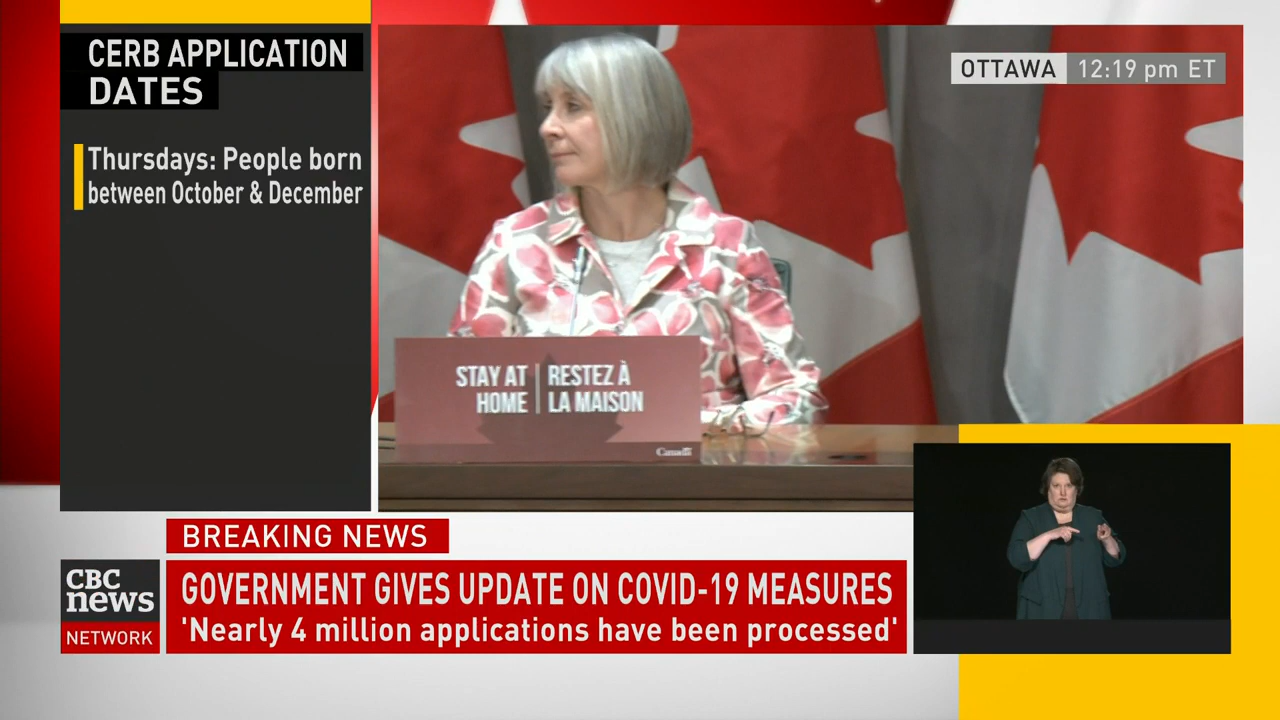 CERB APPLICATION
DATES
Thursdays: People born
between October & December
OTTAWA 12:19 pm ET
STAY AT
HOME
RESTEZ À
LA MAISON
Canada
BREAKING NEWS
GOVERNMENT GIVES UPDATE ON COVID-19 MEASURES
'Nearly 4 million applications have been processed'
CBC
news
NETWORK